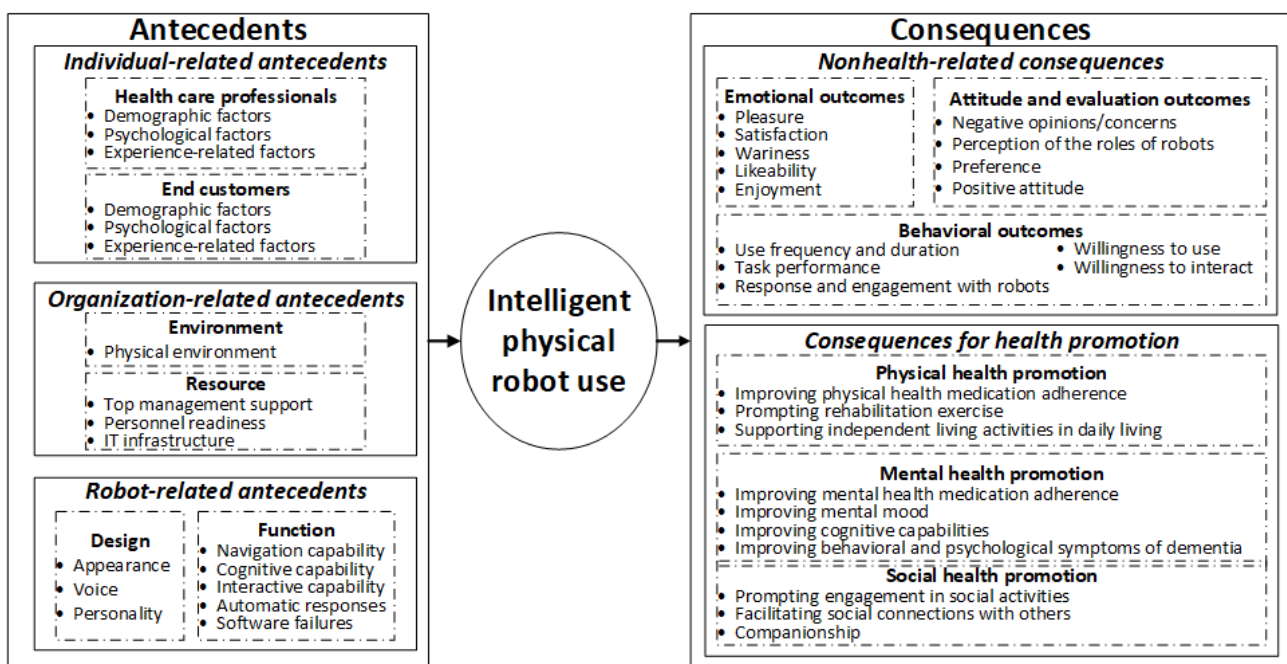 Antecedents
Individual-related antecedents
Health care professionals
• Demographic factors
• Psychological factors
• Experience-related factors
End customers
• Demographic factors
• Psychological factors
• Experience-related factors
Organization-related antecedents
Environment
• Physical environment
Resource
• Top management support
• Personnel readiness
• IT infrastructure
Robot-related antecedents
Design
• Appearance
• Voice
• Personality
Function
• Navigation capability
• Cognitive capability
• Interactive capability
• Automatic responses
• Software failures
Intelligent
physical
robot use
Consequences
Nonhealth-related consequences
Emotional outcomes
• Pleasure
• Satisfaction
• Wariness
• Likeability
• Enjoyment
Attitude and evaluation outcomes
• Negative opinions/concerns
• Perception of the roles of robots
• Preference
• Positive attitude
Behavioral outcomes
• Use frequency and duration
• Task performance
• Response and engagement with robots
• Willingness to use
• Willingness to interact
Consequences for health promotion
Physical health promotion
• Improving physical health medication adherence
• Prompting rehabilitation exercise
• Supporting independent living activities in daily living
Mental health promotion
• Improving mental health medication adherence
• Improving mental mood
• Improving cognitive capabilities
• Improving behavioral and psychological symptoms of dementia
Social health promotion
• Prompting engagement in social activities
• Facilitating social connections with others
• Companionship